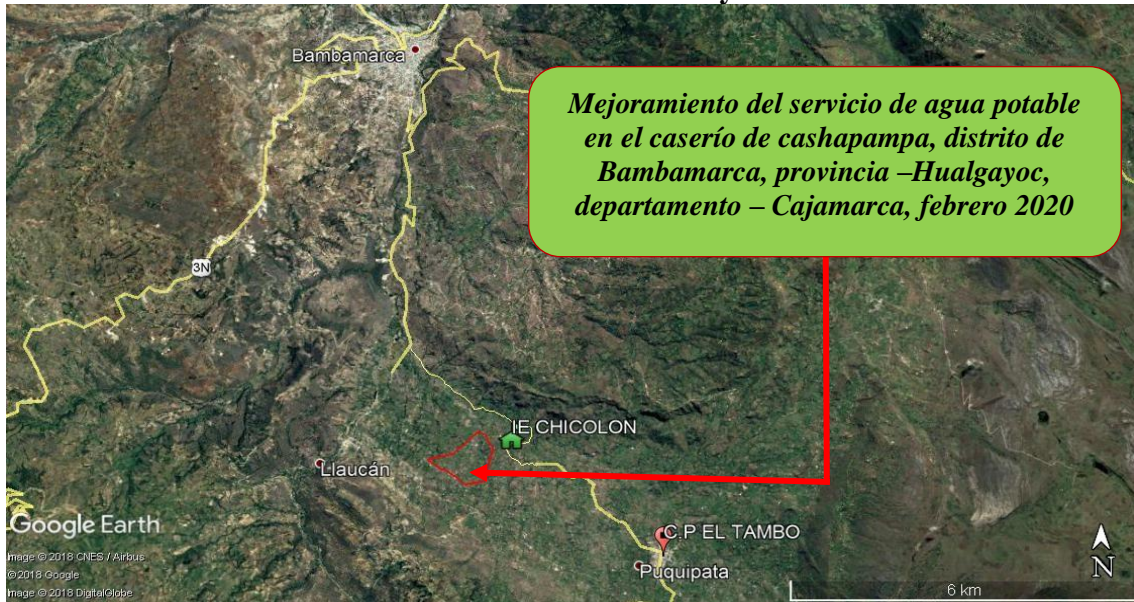 Bambamarca
Mejoramiento del servicio de agua potable
en el caserío de cashapampa, distrito de
Bambamarca, provincia –Hualgayoc,
departamento – Cajamarca, febrero 2020
3N
IE CHICOLON
Llaucán
C.P EL TAMBO
Puquipata
Google Earth
Image © 2018 CNES / Airbus
© 2018 Google
Image © 2018 DigitalGlobe
6 km
N